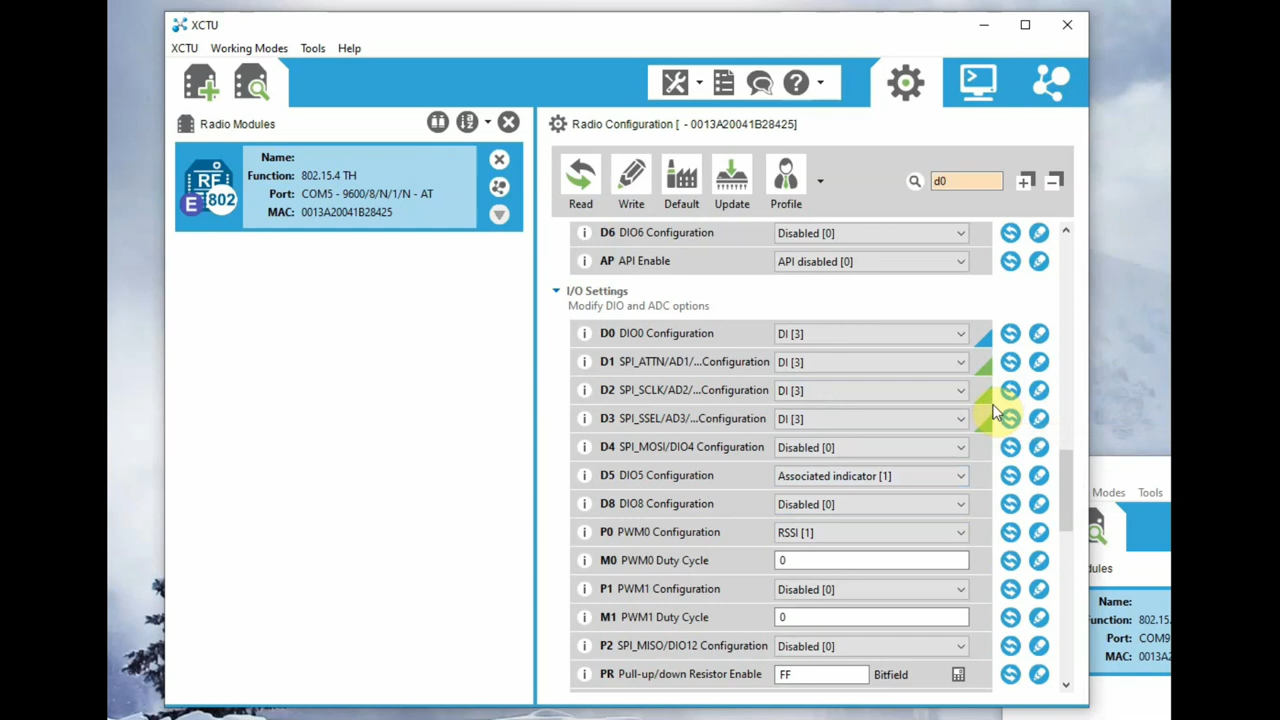 XCTU
XCTU Working Modes Tools Help
Radio Modules
Name:
Function: 802.15.4 TH
Port: COM5 - 9600/8/N/1/N - AT
MAC: 0013A20041B28425
RF
E 802
Radio Configuration [ - 0013A20041B28425]
Read Write Default Update Profile
d0
D6 DIO6 Configuration Disabled [0]
AP API Enable API disabled [0]
I/O Settings
Modify DIO and ADC options
i D0 DIO0 Configuration DI [3]
i D1 SPI_ATTN/AD1/...Configuration DI [3]
i D2 SPI_SCLK/AD2/...Configuration DI [3]
i D3 SPI_SSEL/AD3/...Configuration DI [3]
i D4 SPI_MOSI/DIO4 Configuration Disabled [0]
i D5 DIO5 Configuration Associated indicator [1]
i D8 DIO8 Configuration Disabled [0]
i P0 PWM0 Configuration RSSI [1]
i M0 PWM0 Duty Cycle 0
i P1 PWM1 Configuration Disabled [0]
i M1 PWM1 Duty Cycle 0
i P2 SPI_MISO/DIO12 Configuration Disabled [0]
i PR Pull-up/down Resistor Enable FF Bitfield
Modes Tools
dules
Name:
unction: 802.15
Port: COM9
MAC: 0013A2